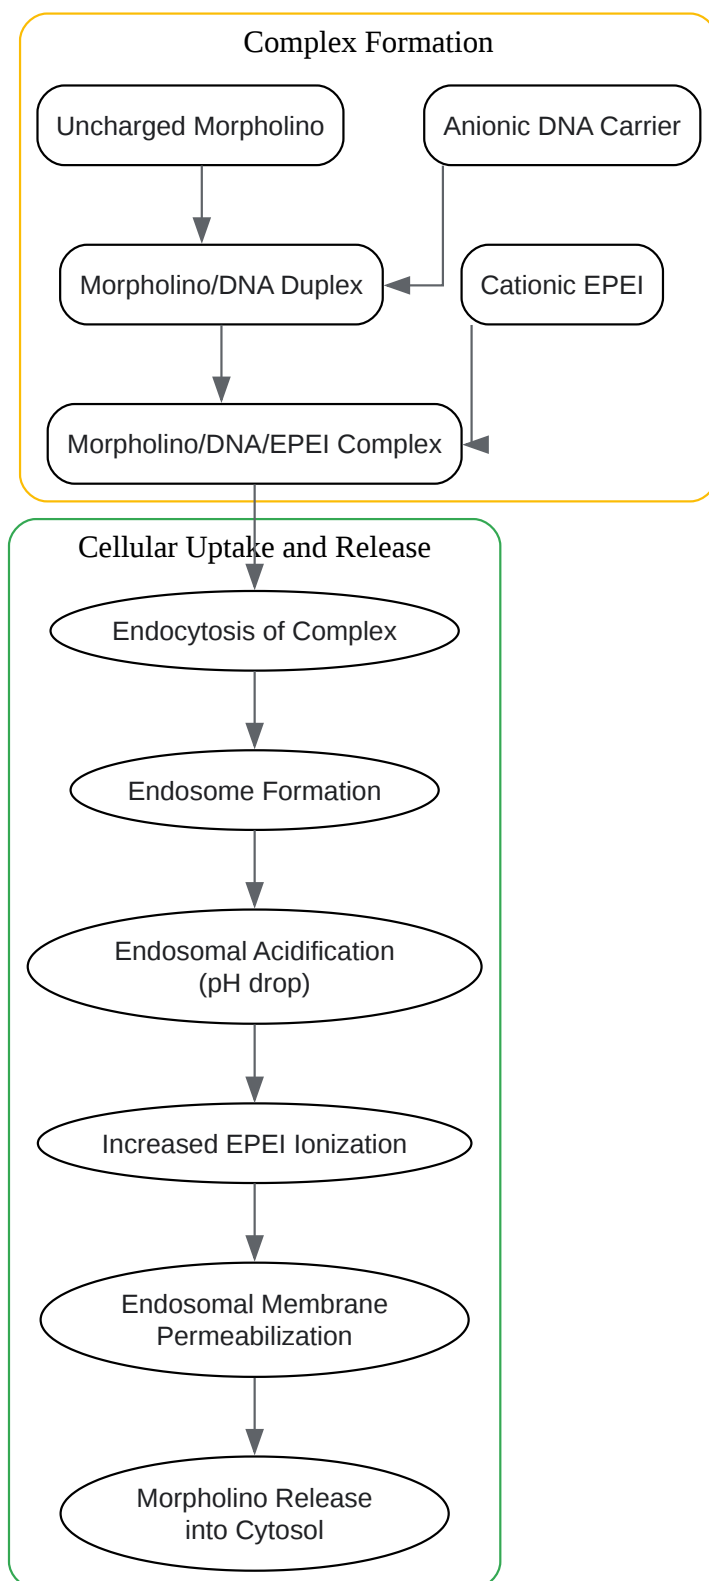 Complex Formation
Uncharged Morpholino
Anionic DNA Carrier
Morpholino/DNA Duplex
Cationic EPEI
Morpholino/DNA/EPEI Complex
Cellular Uptake and Release
Endocytosis of Complex
Endosome Formation
Endosomal Acidification
(pH drop)
Increased EPEI Ionization
Endosomal Membrane
Permeabilization
Morpholino Release
into Cytosol